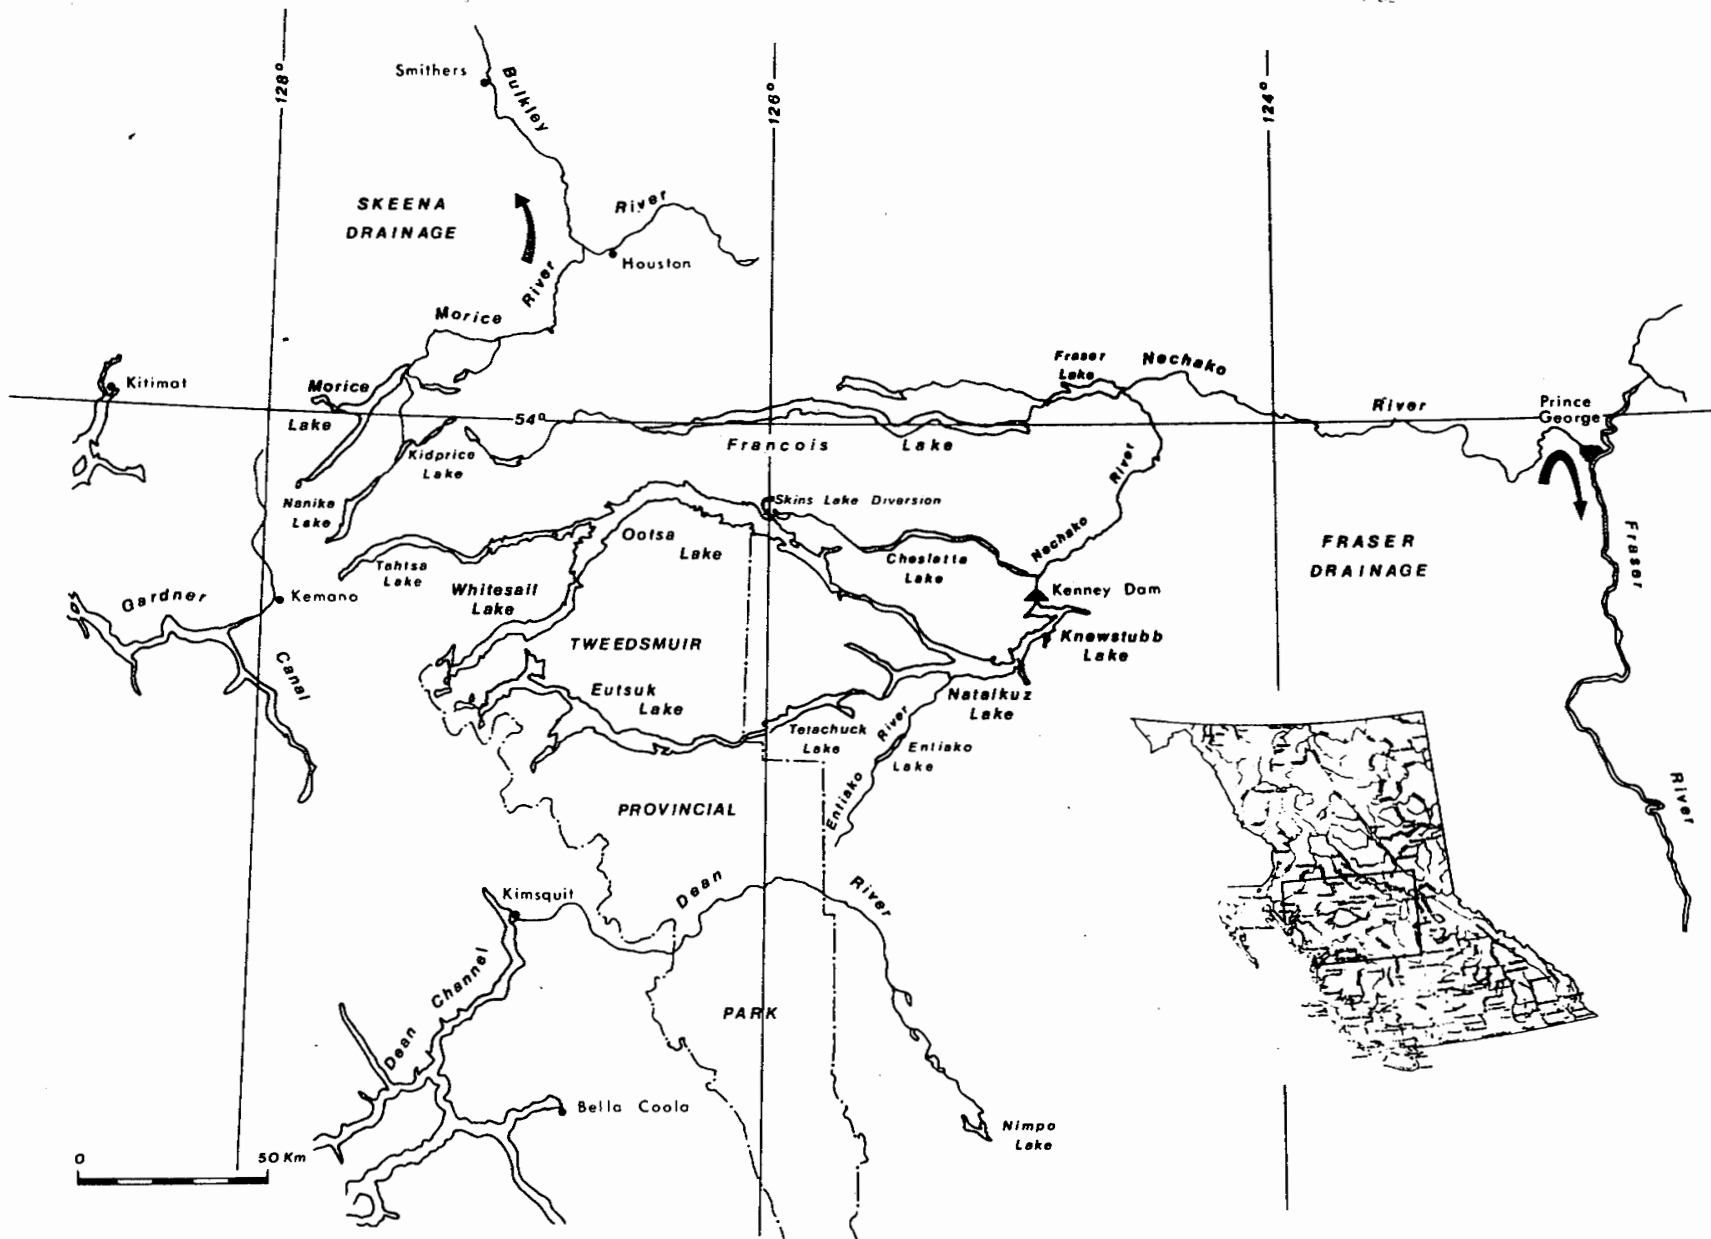 128°
126°
124°
Smithers
Bulkley
River
SKEENA
DRAINAGE
Houston
River
Morice
Kitimat
Morice
Lake
Fraser
Lake
Nechako
River
Prince
George
54°
Francois Lake
Kidprice
Lake
Nanika
Lake
River
Skins Lake Diversion
Ootsa
Lake
Tahtsa
Lake
Cheslatta
Lake
Nechako
FRASER
DRAINAGE
Fraser
Whitesail
Lake
Kenney Dam
Kemano
Gardner
Canal
TWEEDSMUIR
Knewstubb
Lake
Eutsuk
Lake
Natalkuz
Lake
Tetachuck
Lake
River
Entiako
Lake
Entiako
River
PROVINCIAL
Kimsquit
Dean
River
Channel
Dean
PARK
Bella Coola
Nimpo
Lake
0
50 Km